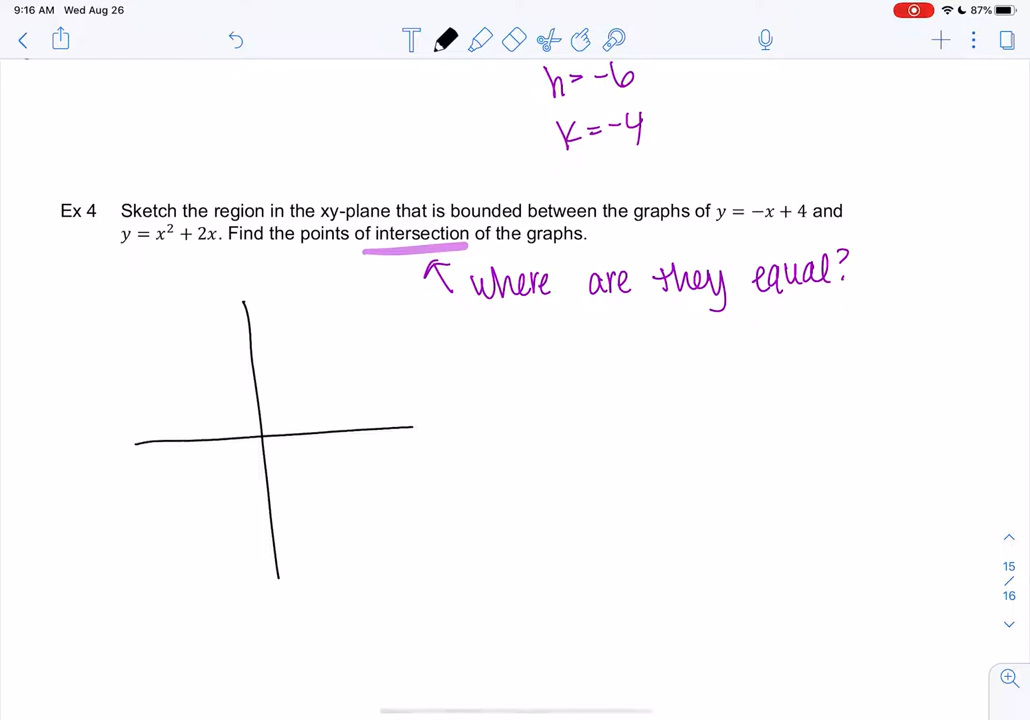 9:16 AM Wed Aug 26
87%
T
h = -6
k = -4
Ex 4 Sketch the region in the xy-plane that is bounded between the graphs of y = −x + 4 and
y = x² + 2x. Find the points of intersection of the graphs.
where are they equal?
15
/
16